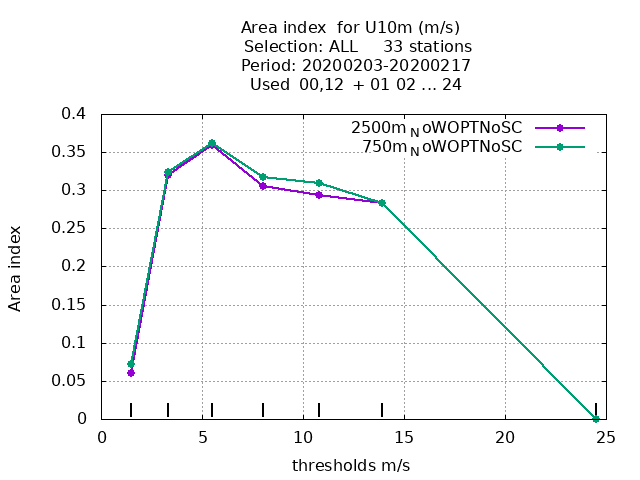 Area index  for U10m (m/s)
Selection: ALL     33 stations
Period: 20200203-20200217
Used  00,12  + 01 02 ... 24
2500m_NoWOPTNoSC
750m_NoWOPTNoSC
0.4
0.35
0.3
0.25
0.2
0.15
0.1
0.05
0
Area index
0 5 10 15 20 25
thresholds m/s